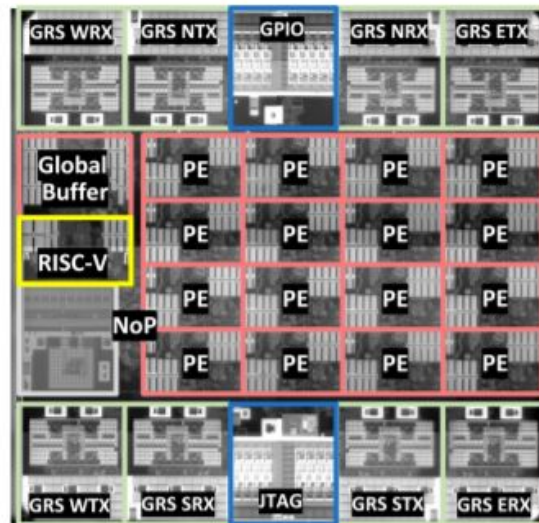 GRS WRX GRS NTX GPIO GRS NRX GRS ETX
Global
Buffer
PE PE PE PE
PE PE PE PE
RISC-V
PE PE PE PE
NoP
PE PE PE PE
GRS WTX GRS SRX JTAG GRS STX GRS ERX